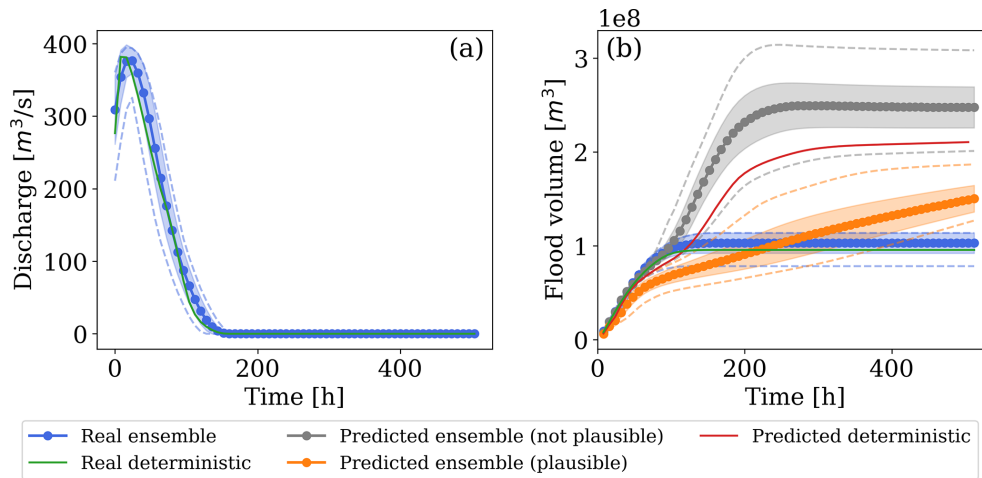 1e8
(a)
(b)
Discharge [m³/s]
400
300
200
100
0
0
200
400
Time [h]
Flood volume [m³]
3
2
1
0
0
200
400
Time [h]
Real ensemble
Real deterministic
Predicted ensemble (not plausible)
Predicted ensemble (plausible)
Predicted deterministic